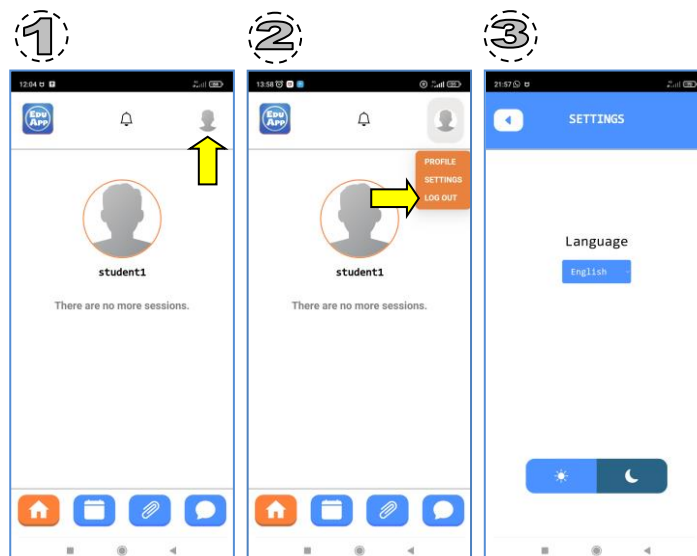 1
2
3
12:04
EDU
APP
student1
There are no more sessions.
13:58
EDU
APP
PROFILE
SETTINGS
LOG OUT
student1
There are no more sessions.
21:57
SETTINGS
Language
English